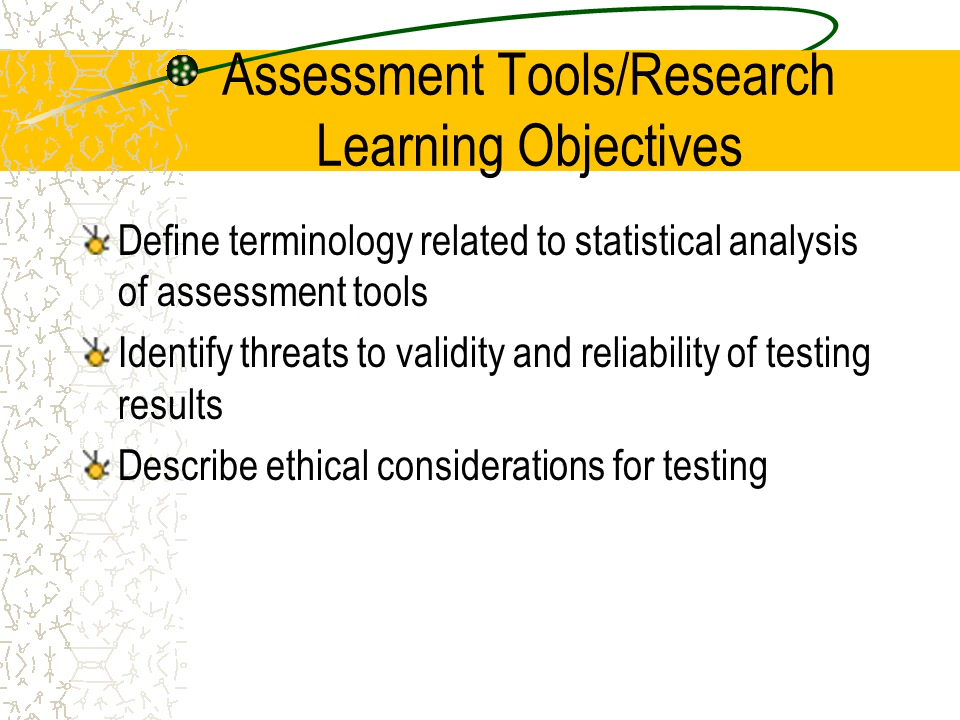 Assessment Tools/Research
Learning Objectives
Define terminology related to statistical analysis
of assessment tools
Identify threats to validity and reliability of testing
results
Describe ethical considerations for testing